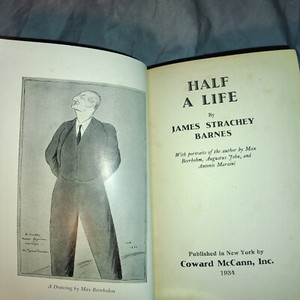 A Drawing by Max Beerbohm
HALF
A LIFE
By
JAMES STRACHEY
BARNES
With portraits of the author by Max
Beerbohm, Augustus John, and
Antonio Maraini
Published in New York by
Coward McCann, Inc.
1934